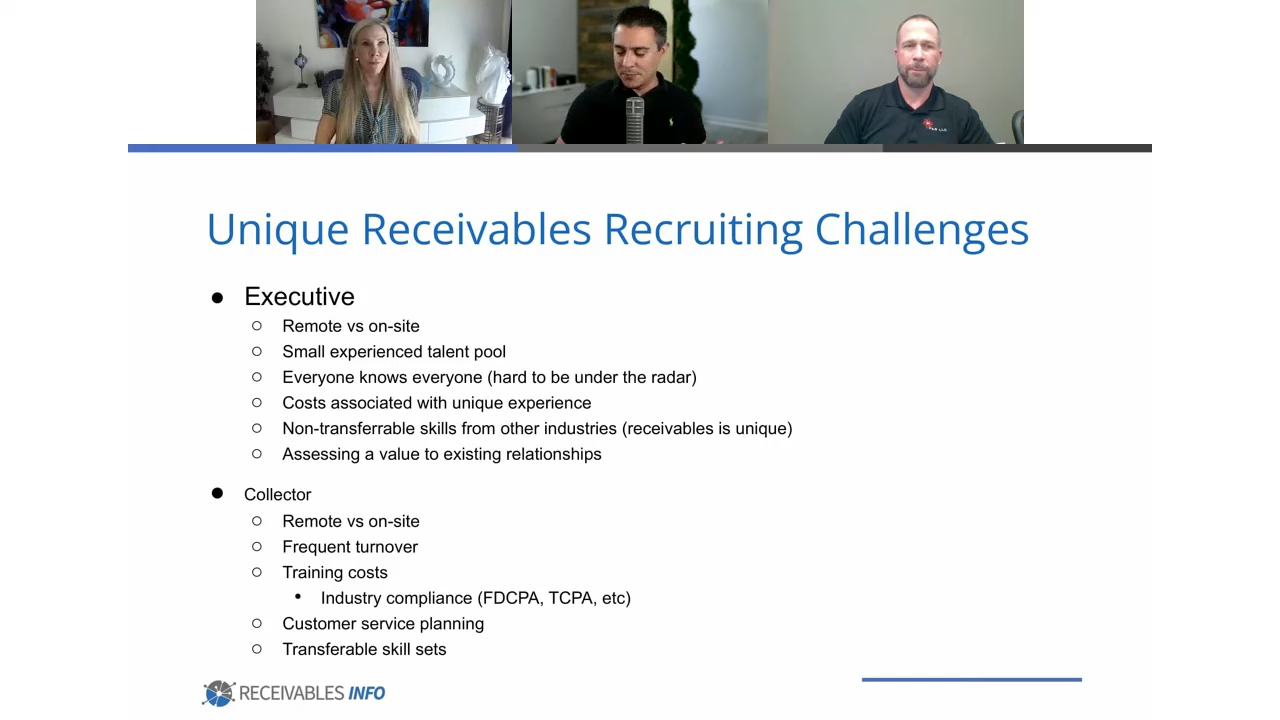 Unique Receivables Recruiting Challenges
● Executive
○ Remote vs on-site
○ Small experienced talent pool
○ Everyone knows everyone (hard to be under the radar)
○ Costs associated with unique experience
○ Non-transferrable skills from other industries (receivables is unique)
○ Assessing a value to existing relationships
● Collector
○ Remote vs on-site
○ Frequent turnover
○ Training costs
• Industry compliance (FDCPA, TCPA, etc)
○ Customer service planning
○ Transferable skill sets
RECEIVABLES INFO